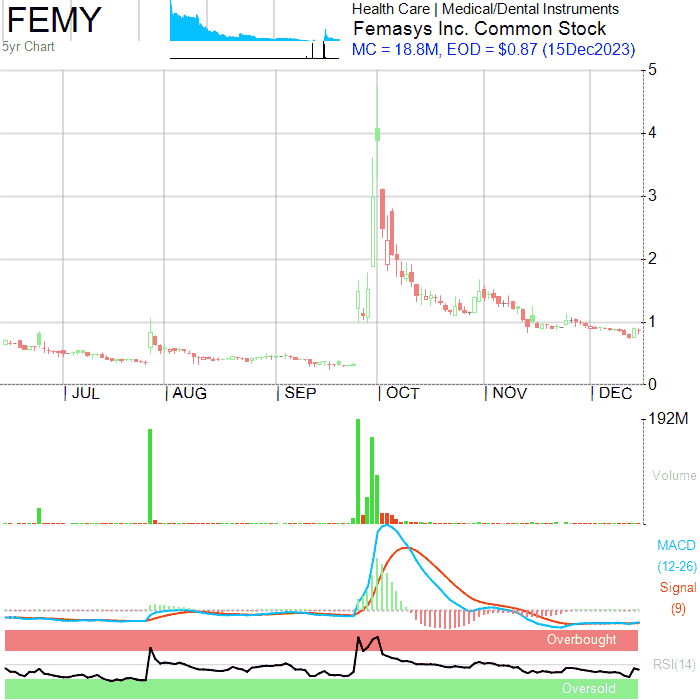 FEMY
5yr Chart
Health Care | Medical/Dental Instruments
Femasys Inc. Common Stock
MC = 18.8M, EOD = $0.87 (15Dec2023)
5
4
3
2
1
0
JUL AUG SEP OCT NOV DEC
192M
Volume
MACD
(12-26)
Signal
(9)
Overbought
RSI(14)
Oversold